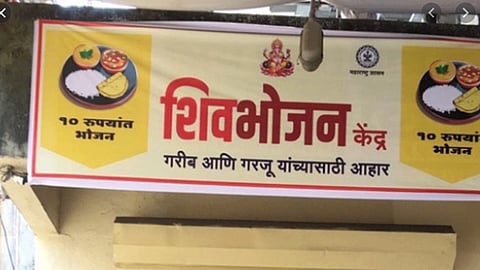 महाराष्ट्र शासन
शिवभोजन केंद्र
गरीब आणि गरजू यांच्यासाठी आहार
१० रुपयांत
भोजन
१० रुपयांत
भोजन